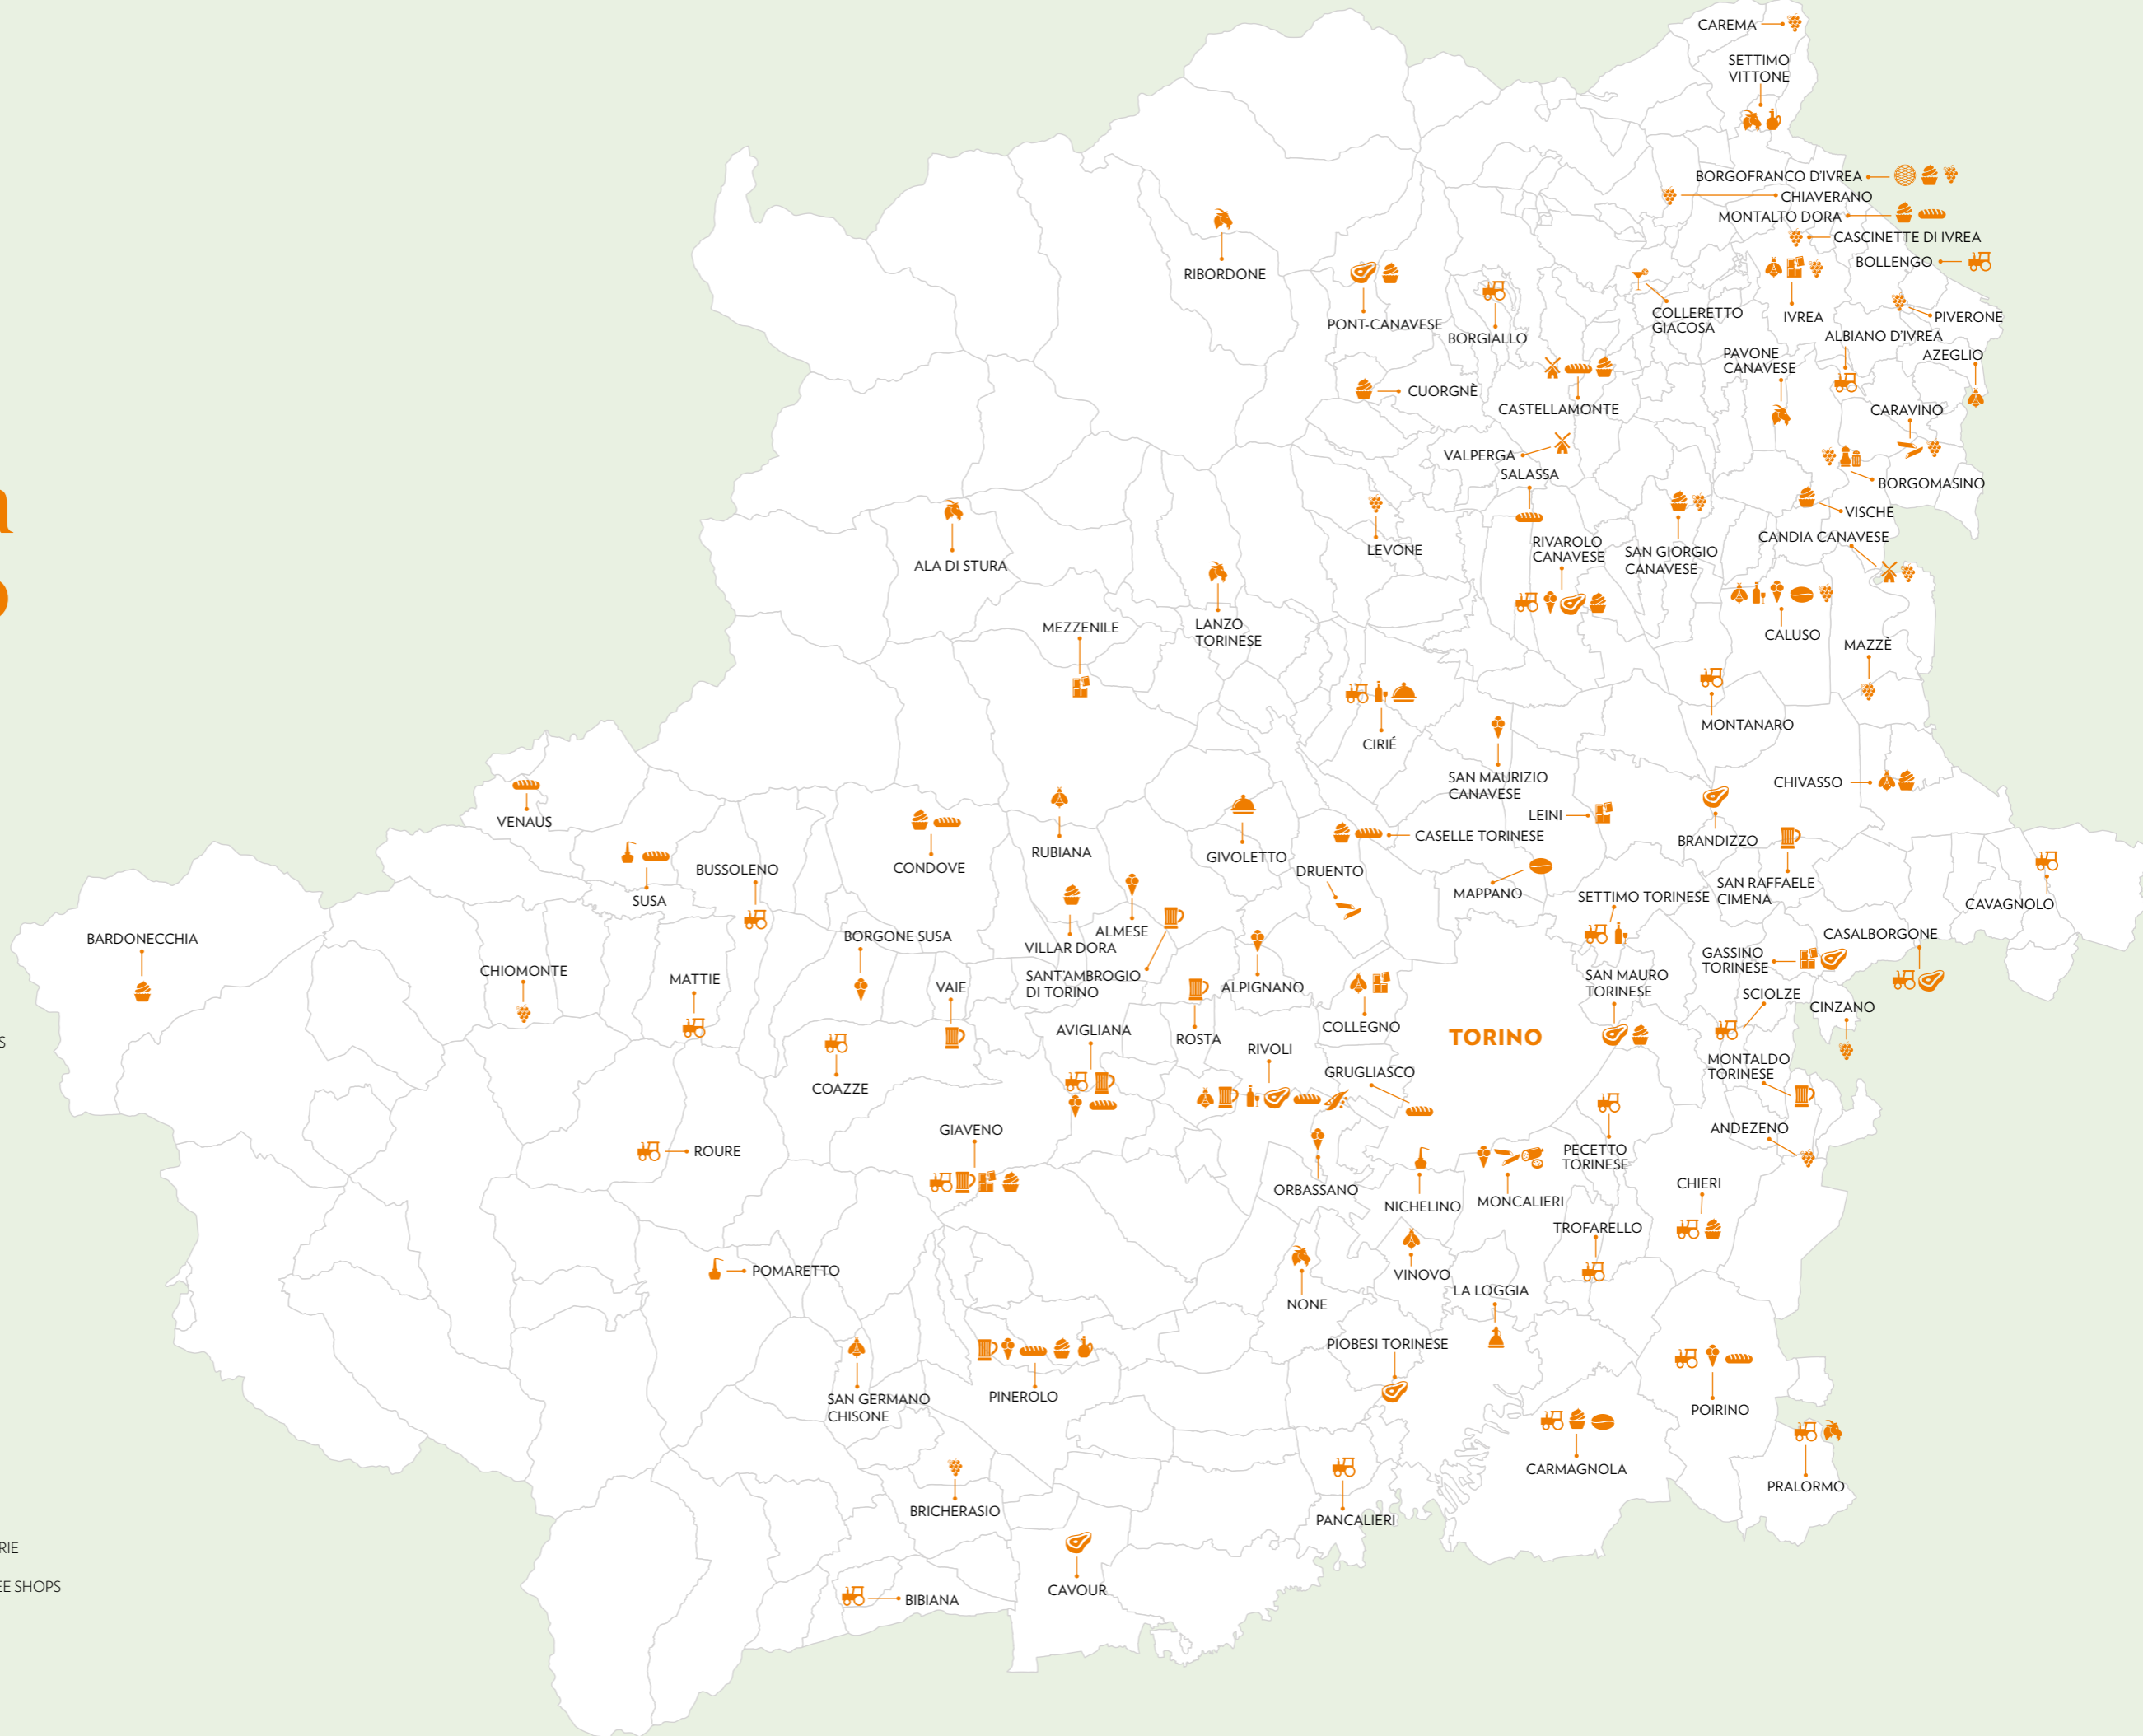 CAREMA
SETTIMO
VITTONE
BORGOFRANCO D'IVREA
CHIAVERANO
MONTALTO DORA
CASCINETTE DI IVREA
BOLLENGO
RIBORDONE
PONT-CANAVESE
BORGIALLO
COLLERETTO
GIACOSA
IVREA
PIVERONE
ALBIANO D'IVREA
PAVONE
CANAVESE
AZEGLIO
CUORGNÈ
CASTELLAMONTE
CARAVINO
VALPERGA
SALASSA
BORGOMASINO
VISCHE
CANDIA CANAVESE
LEVONE
RIVAROLO
CANAVESE
SAN GIORGIO
CANAVESE
ALA DI STURA
LANZO
TORINESE
MEZZENILE
CALUSO
MAZZÈ
MONTANARO
CIRIÉ
SAN MAURIZIO
CANAVESE
CHIVASSO
LEINI
BRANDIZZO
VENAUS
CONDOVE
RUBIANA
GIVOLETTO
CASELLE TORINESE
DRUENTO
MAPPANO
SAN RAFFAELE
CIMENA
CAVAGNOLO
SUSA
BUSSOLENO
VILLAR DORA
ALMESE
SETTIMO TORINESE
CASALBORGONE
BARDONECCHIA
CHIOMONTE
MATTIE
BORGONE SUSA
VAIE
SANT'AMBROGIO
DI TORINO
ALPIGNANO
GASSINO
TORINESE
SAN MAURO
TORINESE
SCIOLZE
CINZANO
S
COLLEGNO
TORINO
ROSTA
AVIGLIANA
RIVOLI
GRUGLIASCO
MONTALDO
TORINESE
COAZZE
ANDEZENO
GIAVENO
ROURE
PECETTO
TORINESE
CHIERI
ORBASSANO
NICHELINO
MONCALIERI
TROFARELLO
POMARETTO
VINOVO
LA LOGGIA
NONE
PIOBESI TORINESE
SAN GERMANO
CHISONE
PINEROLO
POIRINO
CARMAGNOLA
PRALORMO
BRICHERASIO
PANCALIERI
CAVOUR
BIBIANA
RIE
EE SHOPS